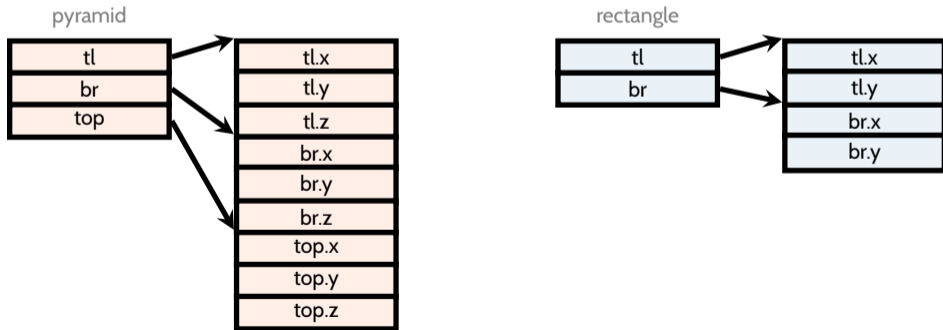 pyramid
tl
br
top
tl.x
tl.y
tl.z
br.x
br.y
br.z
top.x
top.y
top.z
rectangle
tl
br
tl.x
tl.y
br.x
br.y